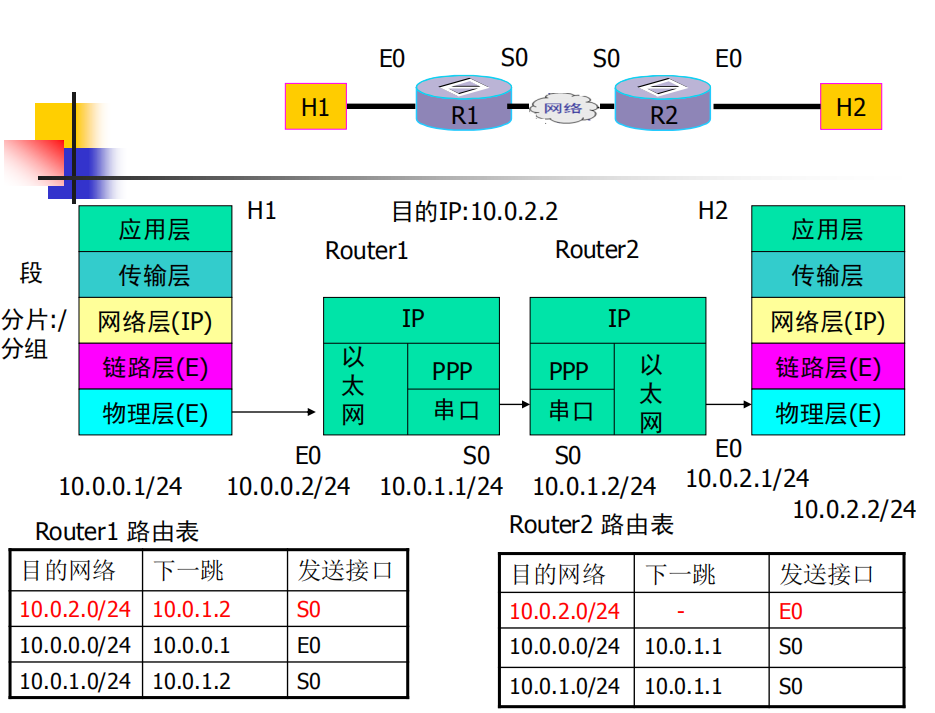 E0 S0 S0 E0
H1 R1 网络 R2 H2
H1 目的IP:10.0.2.2 H2
Router1 Router2
应用层
传输层
网络层(IP)
链路层(E)
物理层(E)
段
分片:/
分组
IP
以太网
PPP
串口
IP
PPP
串口
以太网
应用层
传输层
网络层(IP)
链路层(E)
物理层(E)
E0 S0 S0 E0
10.0.0.1/24 10.0.0.2/24 10.0.1.1/24 10.0.1.2/24 10.0.2.1/24
10.0.2.2/24
Router1 路由表
目的网络 下一跳 发送接口
10.0.2.0/24 10.0.1.2 S0
10.0.0.0/24 10.0.0.1 E0
10.0.1.0/24 10.0.1.2 S0
Router2 路由表
目的网络 下一跳 发送接口
10.0.2.0/24 - E0
10.0.0.0/24 10.0.1.1 S0
10.0.1.0/24 10.0.1.1 S0